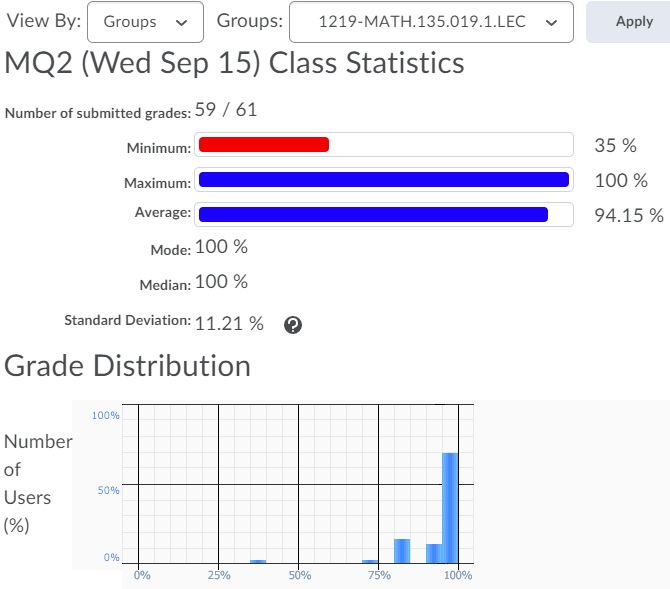 View By: Groups Groups: 1219-MATH.135.019.1.LEC Apply
MQ2 (Wed Sep 15) Class Statistics
Number of submitted grades: 59 / 61
Minimum: 35 %
Maximum: 100 %
Average: 94.15 %
Mode: 100 %
Median: 100 %
Standard Deviation: 11.21 % ?
Grade Distribution
100%
Number
of
50%
Users
(%)
0%
0% 25% 50% 75% 100%